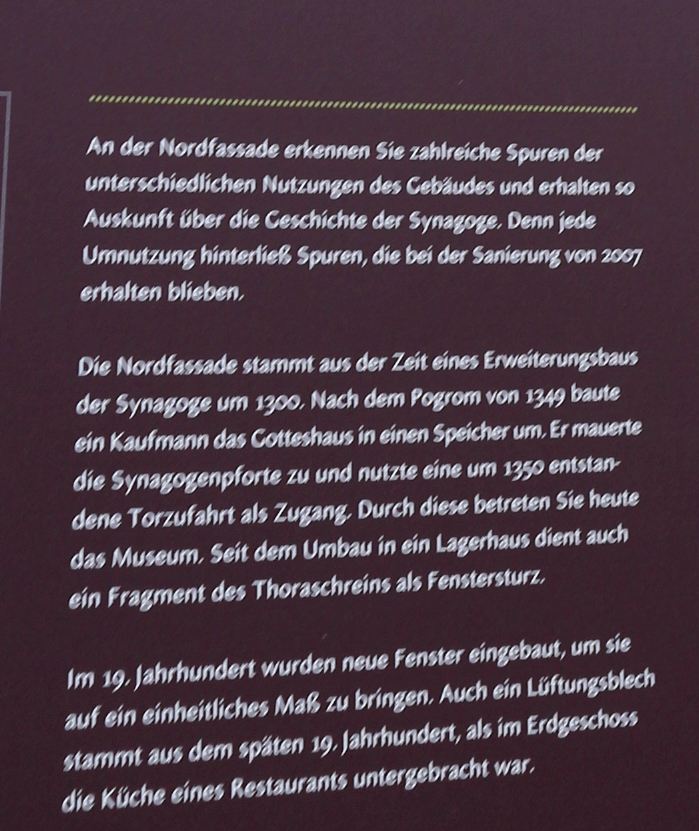 An der Nordfassade erkennen Sie zahlreiche Spuren der
unterschiedlichen Nutzungen des Gebäudes und erhalten so
Auskunft über die Geschichte der Synagoge. Denn jede
Umnutzung hinterließ Spuren, die bei der Sanierung von 2007
erhalten blieben.
Die Nordfassade stammt aus der Zeit eines Erweiterungsbaus
der Synagoge um 1300. Nach dem Pogrom von 1349 baute
ein Kaufmann das Gotteshaus in einen Speicher um. Er mauerte
die Synagogenpforte zu und nutzte eine um 1350 entstan-
dene Torzufahrt als Zugang. Durch diese betreten Sie heute
das Museum. Seit dem Umbau in ein Lagerhaus dient auch
ein Fragment des Thoraschreins als Fenstersturz.
Im 19. Jahrhundert wurden neue Fenster eingebaut, um sie
auf ein einheitliches Maß zu bringen. Auch ein Lüftungsblech
stammt aus dem späten 19. Jahrhundert, als im Erdgeschoss
die Küche eines Restaurants untergebracht war.